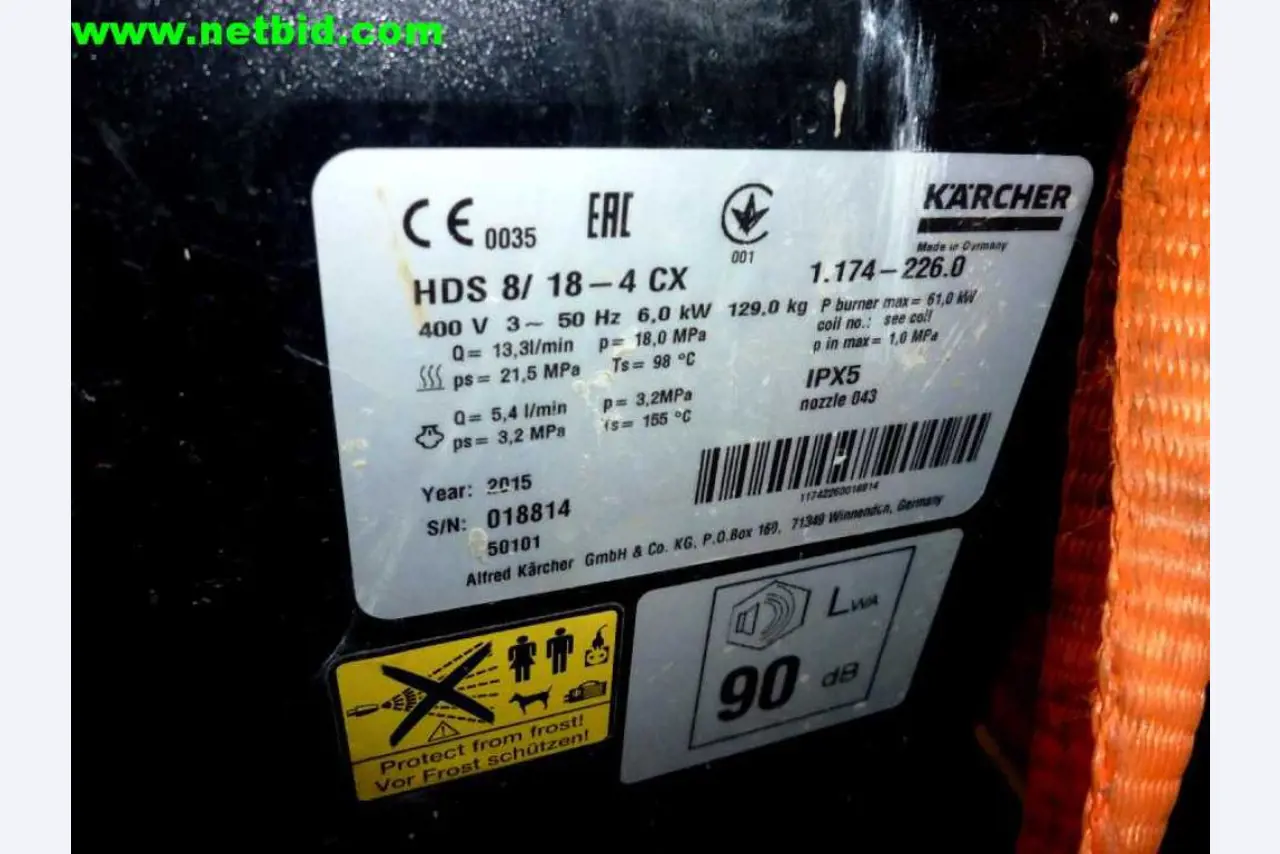 www.netbid.com
CE 0035
EAC
001
KÄRCHER
Made in Germany
HDS 8/ 18-4 CX
1.174-226.0
400 V 3~ 50 Hz 6,0 kW 129.0 kg
P burner max= 61,0 kW
coil no.: see coil
p in max= 1,0 MPa
Q= 13,3l/min p= 18,0 MPa
ps= 21,5 MPa Ts= 98 °C
IPX5
nozzle 043
Q= 5,4 l/min p= 3,2MPa
ps= 3,2 MPa Ts= 155 °C
11742260018814
Year: 2015
S/N: 018814
50101
Alfred Kärcher GmbH & Co. KG, P.O.Box 160, 71349 Winnenden, Germany
LWA
90 dB
Protect from frost!
Vor Frost schützen!